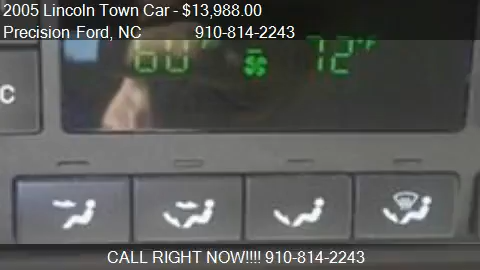 2005 Lincoln Town Car - $13,988.00
Precision Ford, NC 910-814-2243
60°F 72°F
C
CALL RIGHT NOW!!!! 910-814-2243